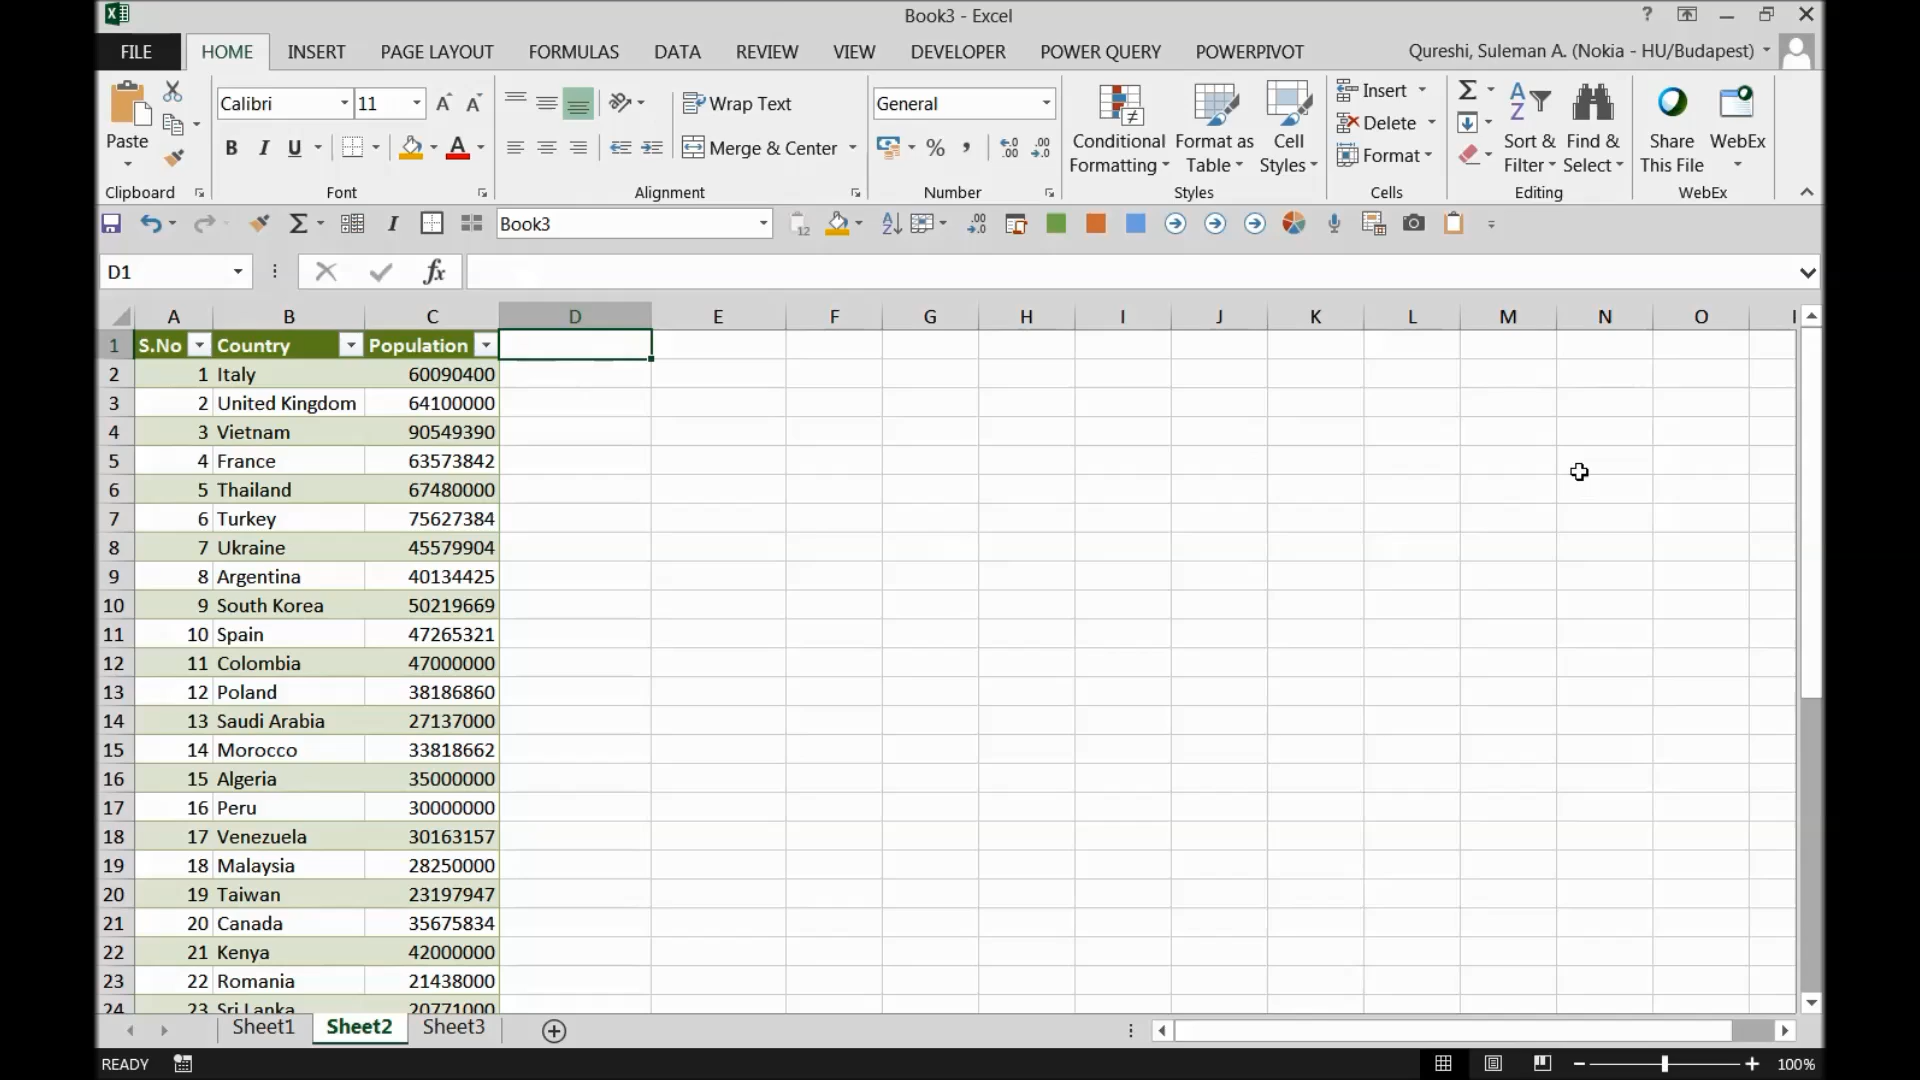 Book3 - Excel
?
FILE HOME INSERT PAGE LAYOUT FORMULAS DATA REVIEW VIEW DEVELOPER POWER QUERY POWERPIVOT Qureshi, Suleman A. (Nokia - HU/Budapest)
Paste
Clipboard
Calibri 11
B I U
Font
Wrap Text
Merge & Center
Alignment
General
% ,
Number
Conditional Formatting
Format as Table
Cell Styles
Styles
Insert
Delete
Format
Cells
Sort & Filter
Find & Select
Editing
Share This File
WebEx
WebEx
Book3
D1 fx
A B C D E F G H I J K L M N O
1 S.No Country Population
2 1 Italy 60090400
3 2 United Kingdom 64100000
4 3 Vietnam 90549390
5 4 France 63573842
6 5 Thailand 67480000
7 6 Turkey 75627384
8 7 Ukraine 45579904
9 8 Argentina 40134425
10 9 South Korea 50219669
11 10 Spain 47265321
12 11 Colombia 47000000
13 12 Poland 38186860
14 13 Saudi Arabia 27137000
15 14 Morocco 33818662
16 15 Algeria 35000000
17 16 Peru 30000000
18 17 Venezuela 30163157
19 18 Malaysia 28250000
20 19 Taiwan 23197947
21 20 Canada 35675834
22 21 Kenya 42000000
23 22 Romania 21438000
24 23 Sri Lanka 20771000
Sheet1 Sheet2 Sheet3
READY 100%